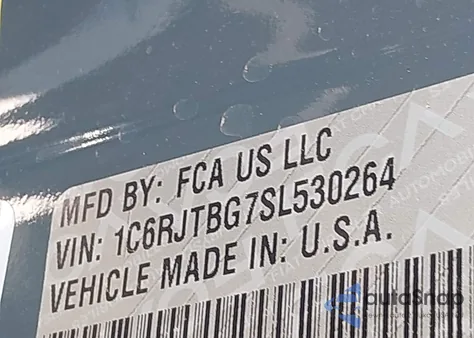 MFD BY: FCA US LLC
VIN: 1C6RJTBG7SL530264
VEHICLE MADE IN: U.S.A.
autoSnap